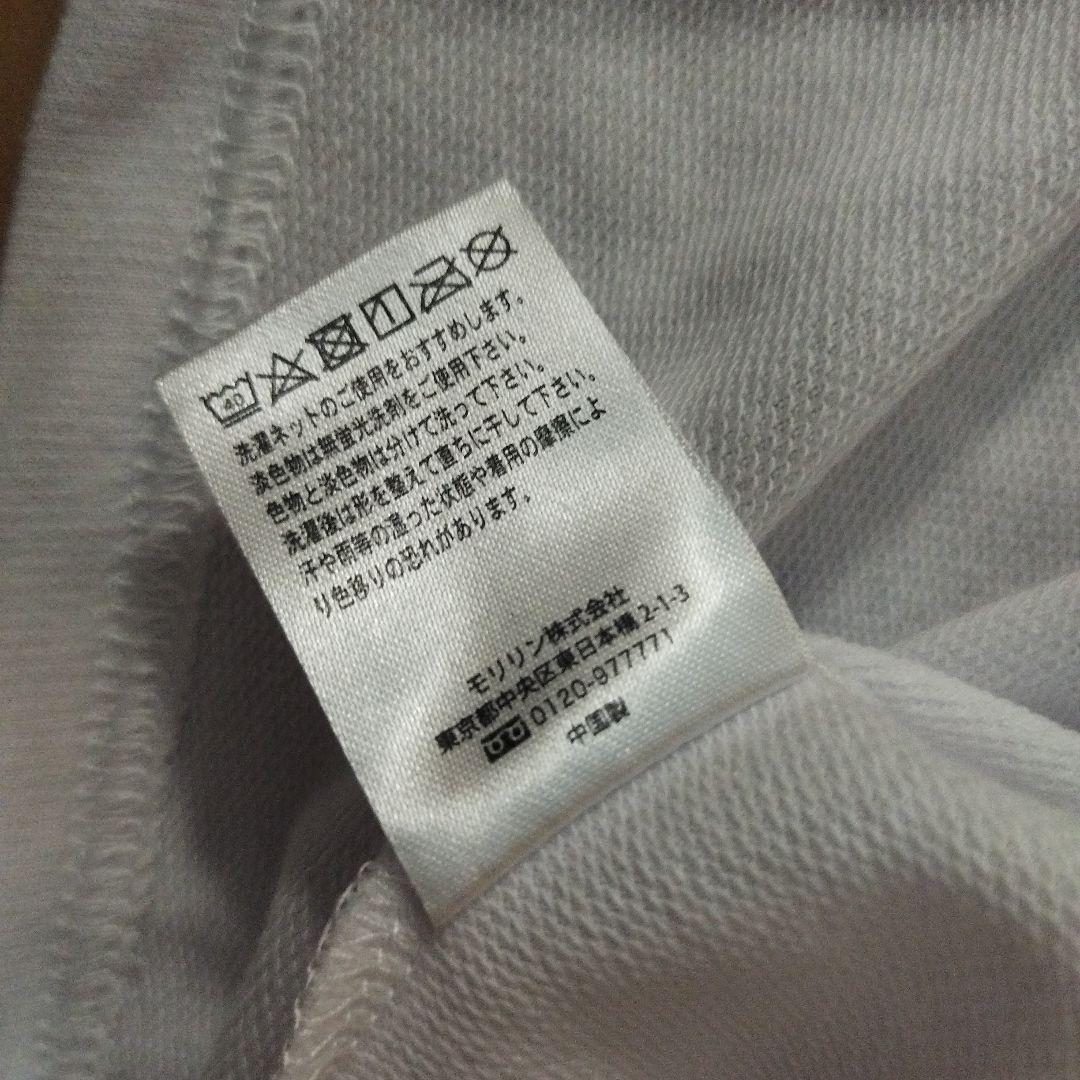 40
洗濯ネットのご使用をおすすめします。
淡色物は無蛍光洗剤をご使用下さい。
色物と淡色物は分けて洗って下さい。
洗濯後は形を整えて直ちに干して下さい。
汗や雨等の湿った状態や着用の摩擦によ
り色移りの恐れがあります。
モリリン株式会社
東京都中央区東日本橋2-1-3
0120-977771
中国製